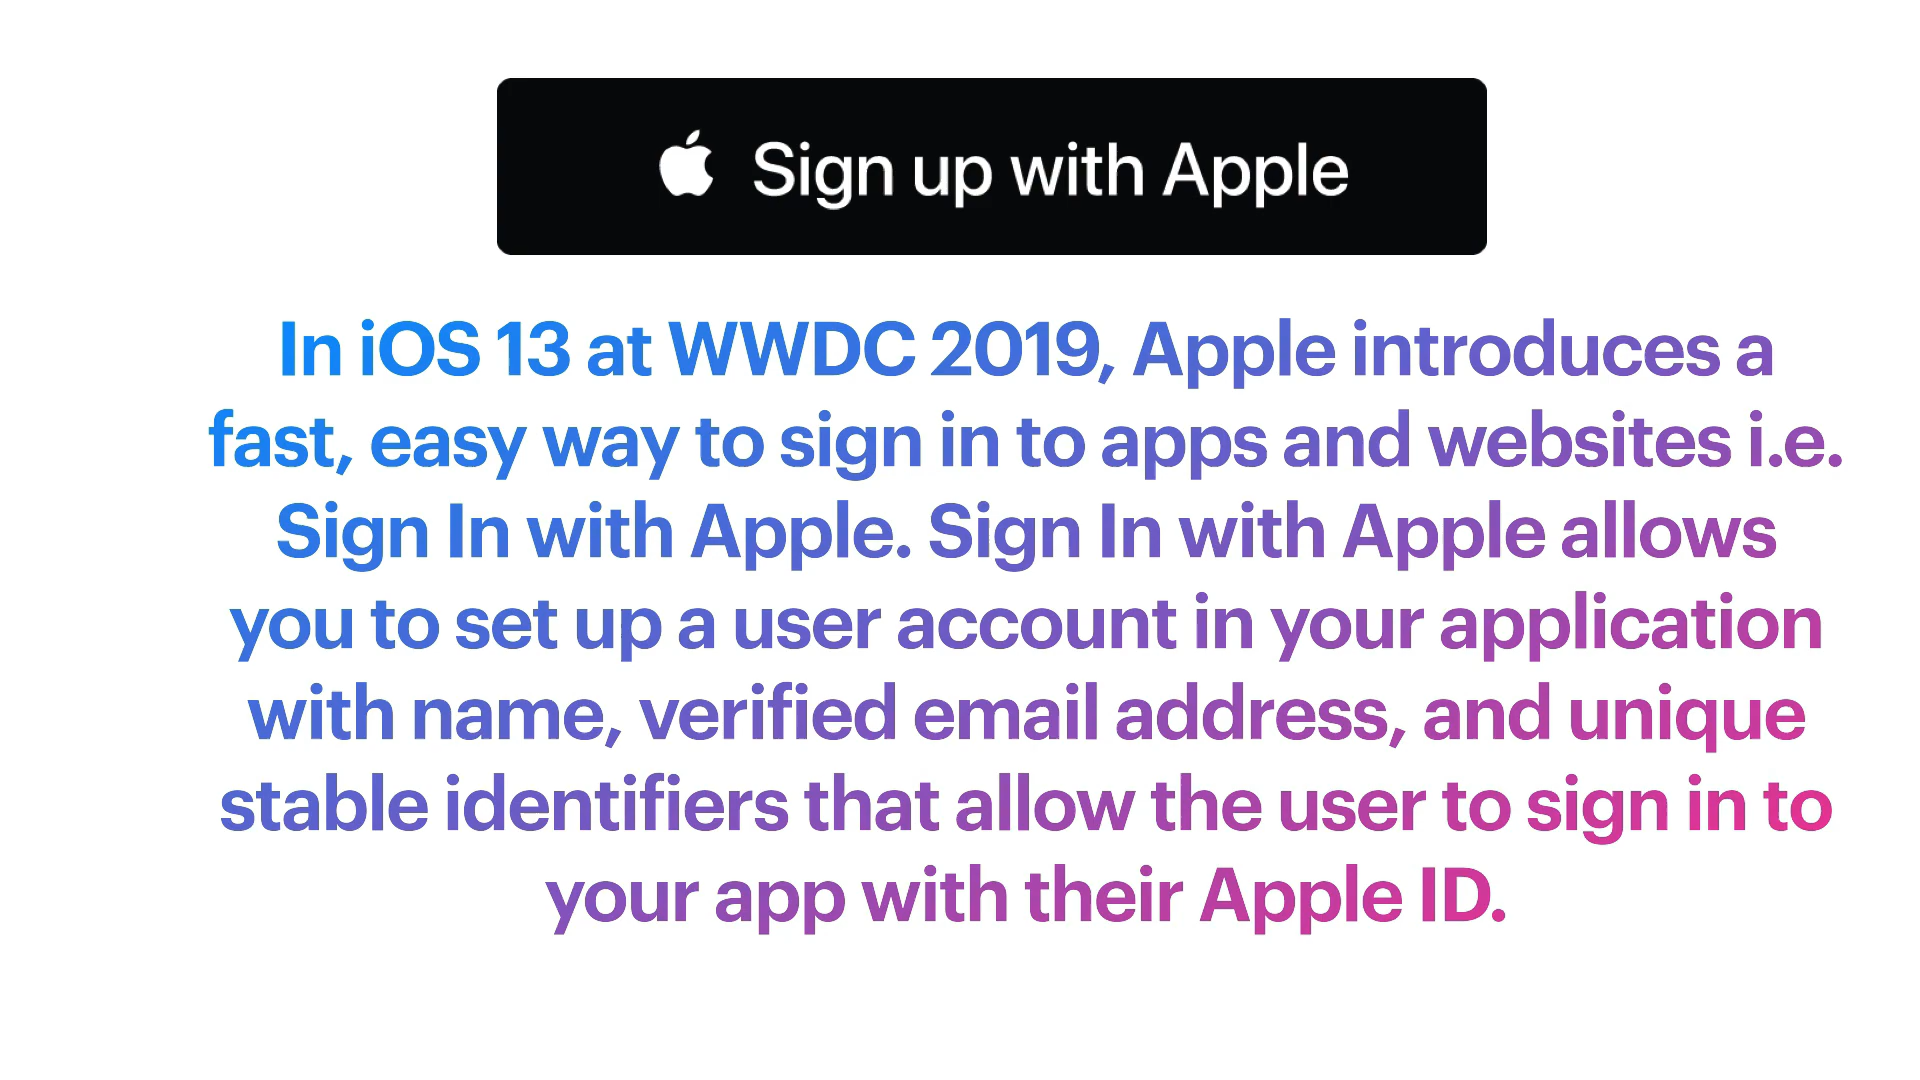 Sign up with Apple
In iOS 13 at WWDC 2019, Apple introduces a
fast, easy way to sign in to apps and websites i.e.
Sign In with Apple. Sign In with Apple allows
you to set up a user account in your application
with name, verified email address, and unique
stable identifiers that allow the user to sign in to
your app with their Apple ID.